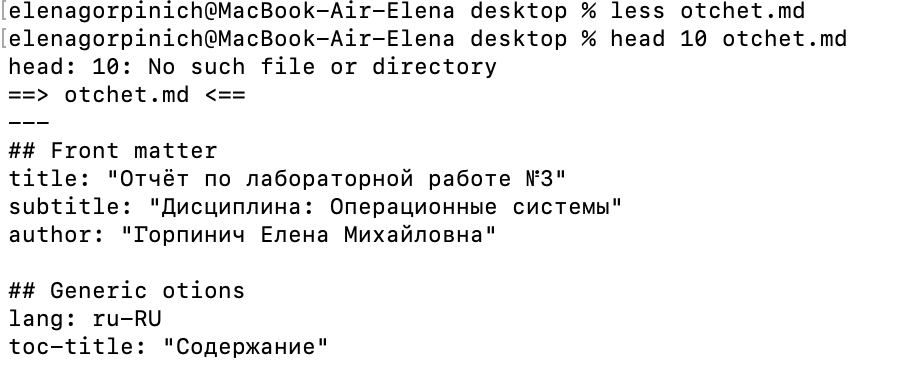 [elenagorpinich@MacBook-Air-Elena desktop % less otchet.md
[elenagorpinich@MacBook-Air-Elena desktop % head 10 otchet.md
head: 10: No such file or directory
==> otchet.md <==
---
## Front matter
title: "Отчёт по лабораторной работе №3"
subtitle: "Дисциплина: Операционные системы"
author: "Горпинич Елена Михайловна"

## Generic otions
lang: ru-RU
toc-title: "Содержание"